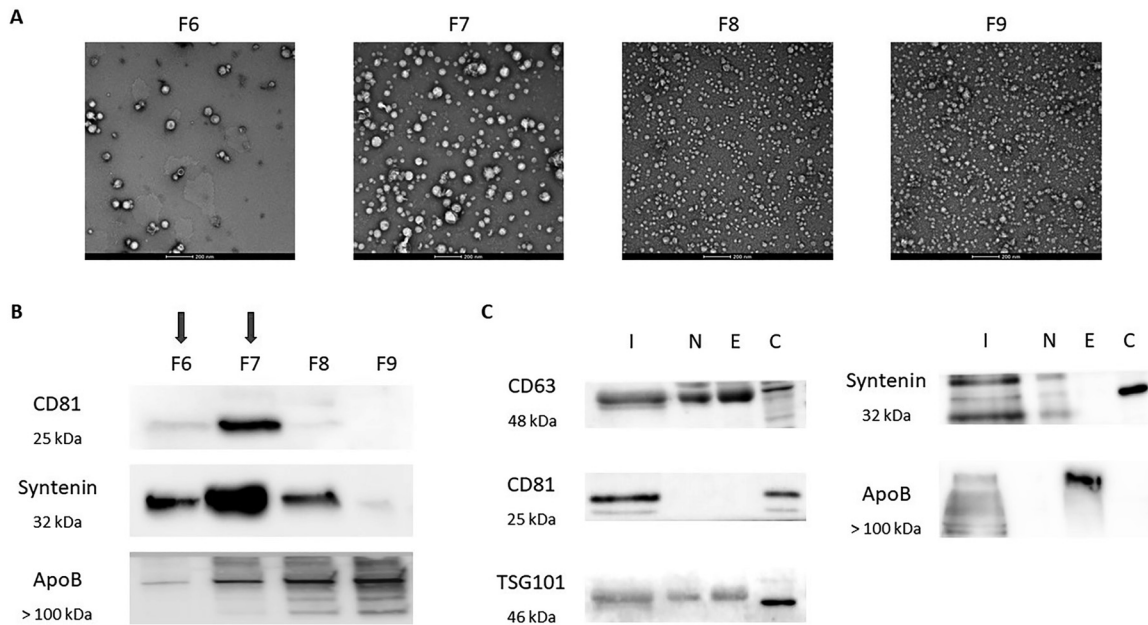 A
F6 F7 F8 F9
200 nm 200 nm 200 nm 200 nm
B
F6 F7 F8 F9
CD81
25 kDa
Syntenin
32 kDa
ApoB
> 100 kDa
C
I N E C
CD63
48 kDa
CD81
25 kDa
TSG101
46 kDa
I N E C
Syntenin
32 kDa
ApoB
> 100 kDa